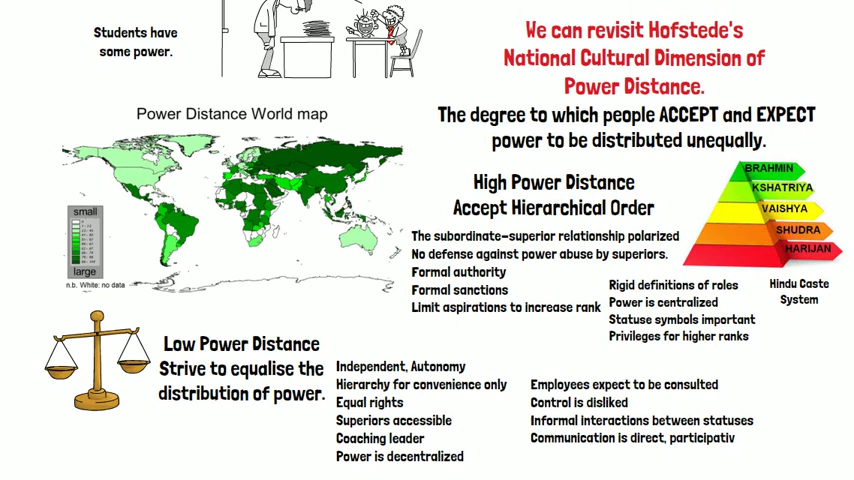 Students have
some power.
We can revisit Hofstede's
National Cultural Dimension of
Power Distance.
The degree to which people ACCEPT and EXPECT
power to be distributed unequally.
Power Distance World map
small
large
n.b. White: no data
High Power Distance
Accept Hierarchical Order
The subordinate-superior relationship polarized
No defense against power abuse by superiors.
Formal authority
Formal sanctions
Limit aspirations to increase rank
Rigid definitions of roles
Power is centralized
Statuse symbols important
Privileges for higher ranks
BRAHMIN
KSHATRIYA
VAISHYA
SHUDRA
HARIJAN
Hindu Caste
System
Low Power Distance
Strive to equalise the
distribution of power.
Independent, Autonomy
Hierarchy for convenience only
Equal rights
Superiors accessible
Coaching leader
Power is decentralized
Employees expect to be consulted
Control is disliked
Informal interactions between statuses
Communication is direct, participativ